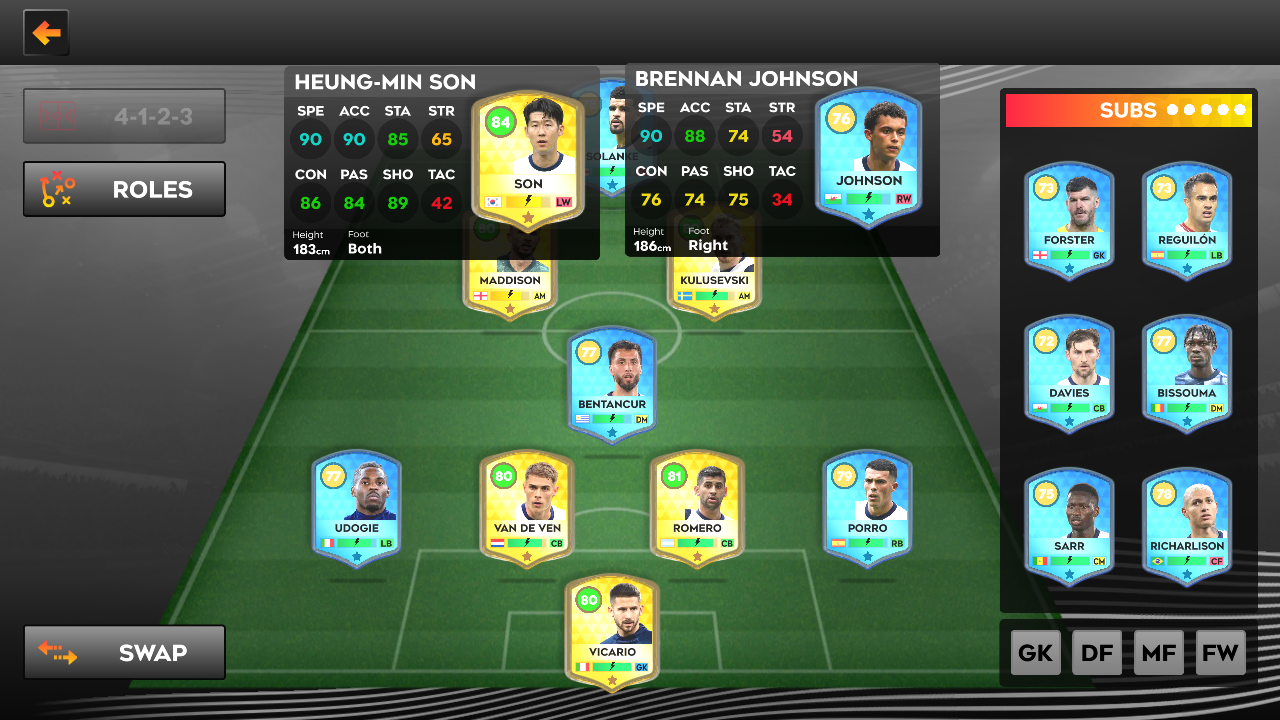 4-1-2-3
ROLES
SWAP
HEUNG-MIN SON
SPE ACC STA STR
90 90 85 65
CON PAS SHO TAC
86 84 89 42
Height Foot
183cm Both
84
SON
LW
BRENNAN JOHNSON
SPE ACC STA STR
90 88 74 54
CON PAS SHO TAC
76 74 75 34
Height Foot
186cm Right
76
JOHNSON
RW
SOLANKE
80
MADDISON
AM
KULUSEVSKI
AM
77
BENTANCUR
DM
77
UDOGIE
LB
80
VAN DE VEN
CB
81
ROMERO
CB
79
PORRO
RB
80
VICARIO
GK
SUBS
73
FORSTER
GK
73
REGUILÓN
LB
72
DAVIES
CB
77
BISSOUMA
DM
75
SARR
CM
78
RICHARLISON
CF
GK DF MF FW